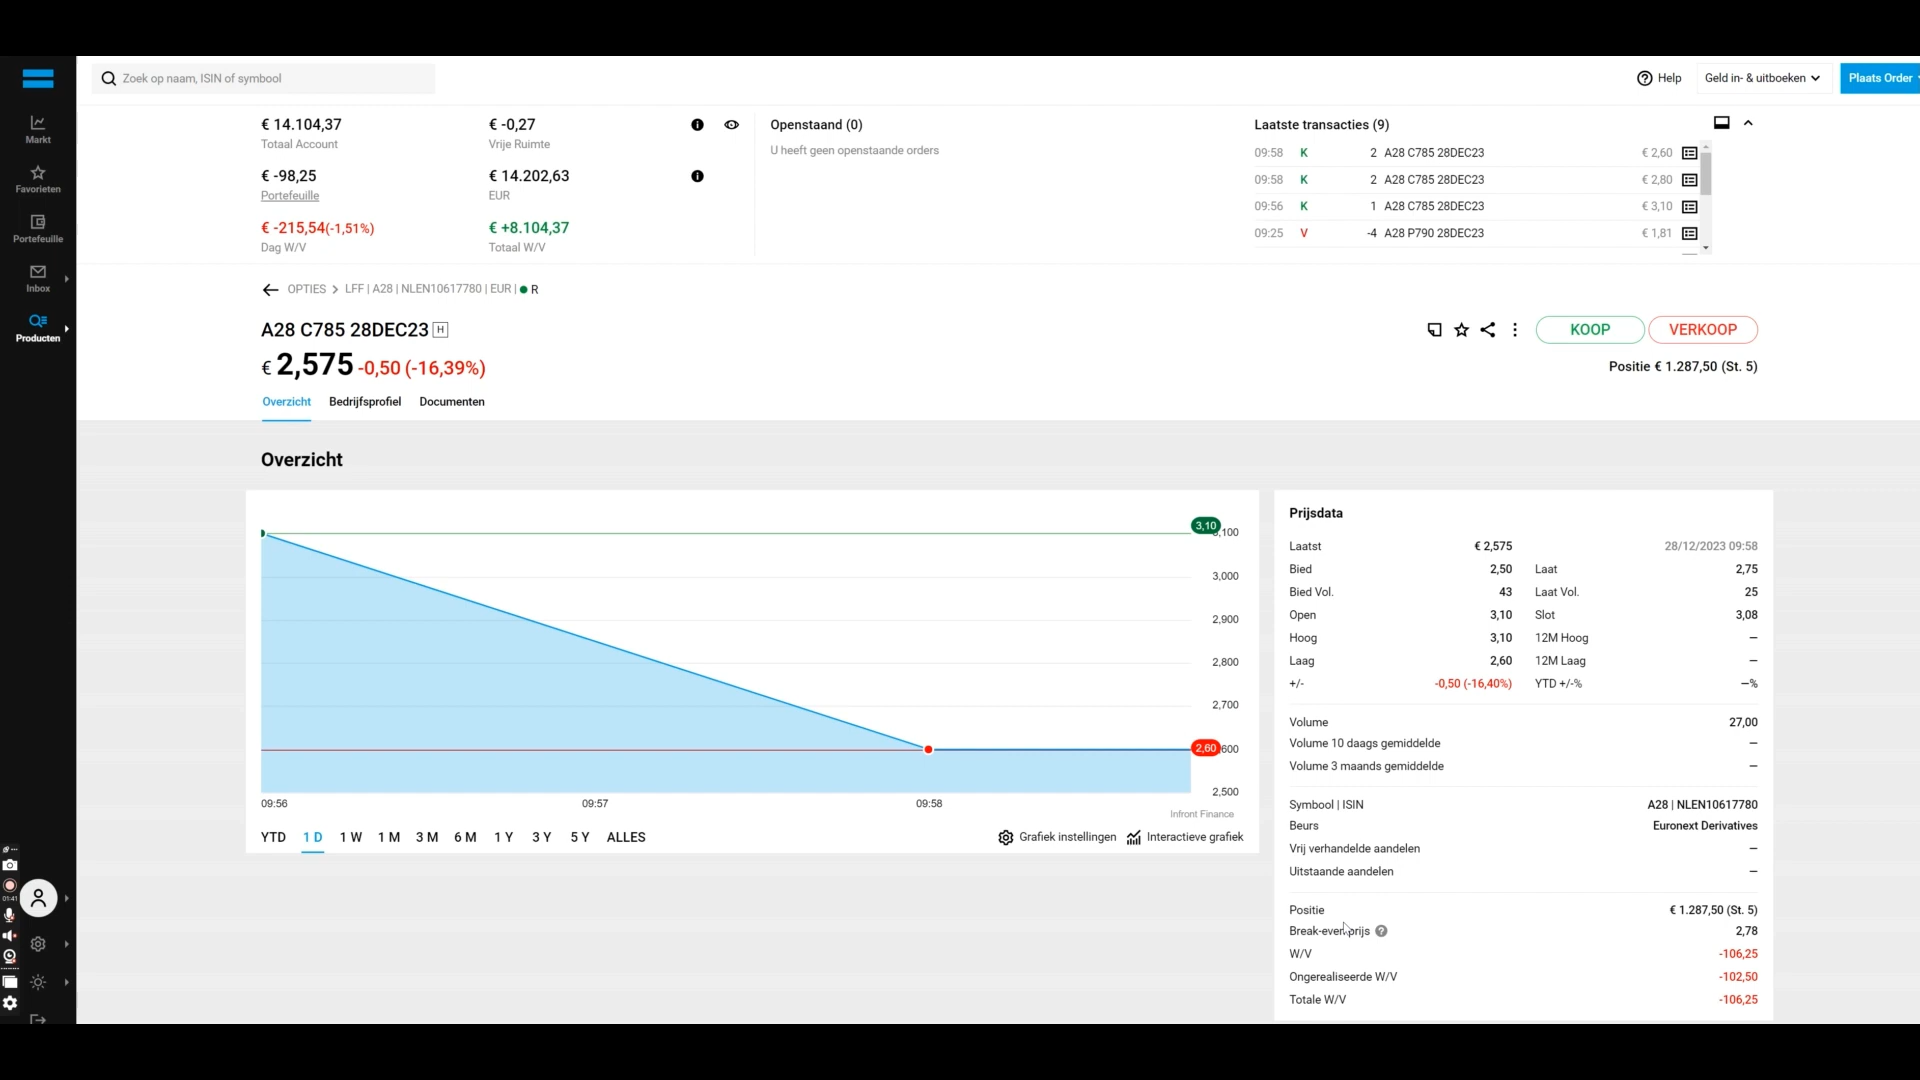 Zoek op naam, ISIN of symbool
Help
Geld in- & uitboeken
Plaats Order
Markt
Favorieten
Portefeuille
Inbox
Producten
€ 14.104,37
Totaal Account
€ -0,27
Vrije Ruimte
€ -98,25
Portefeuille
€ 14.202,63
EUR
€ -215,54(-1,51%)
Dag W/V
€ +8.104,37
Totaal W/V
Openstaand (0)
U heeft geen openstaande orders
Laatste transacties (9)
09:58 K 2 A28 C785 28DEC23 € 2,60
09:58 K 2 A28 C785 28DEC23 € 2,80
09:56 K 1 A28 C785 28DEC23 € 3,10
09:25 V -4 A28 P790 28DEC23 € 1,81
OPTIES > LFF | A28 | NLEN10617780 | EUR | R
A28 C785 28DEC23 H
€ 2,575 -0,50 (-16,39%)
KOOP
VERKOOP
Positie € 1.287,50 (St. 5)
Overzicht Bedrijfsprofiel Documenten
Overzicht
3,10
3,100
3,000
2,900
2,800
2,700
2,60
600
2,500
09:56 09:57 09:58
Infront Finance
YTD 1 D 1 W 1 M 3 M 6 M 1 Y 3 Y 5 Y ALLES
Grafiek instellingen
Interactieve grafiek
Prijsdata
Laatst € 2,575 28/12/2023 09:58
Bied 2,50 Laat 2,75
Bied Vol. 43 Laat Vol. 25
Open 3,10 Slot 3,08
Hoog 3,10 12M Hoog —
Laag 2,60 12M Laag —
+/- -0,50 (-16,40%) YTD +/-% —%
Volume 27,00
Volume 10 daags gemiddelde —
Volume 3 maands gemiddelde —
Symbool | ISIN A28 | NLEN10617780
Beurs Euronext Derivatives
Vrij verhandelde aandelen —
Uitstaande aandelen —
Positie € 1.287,50 (St. 5)
Break-even prijs ? 2,78
W/V -106,25
Ongerealiseerde W/V -102,50
Totale W/V -106,25
01:41